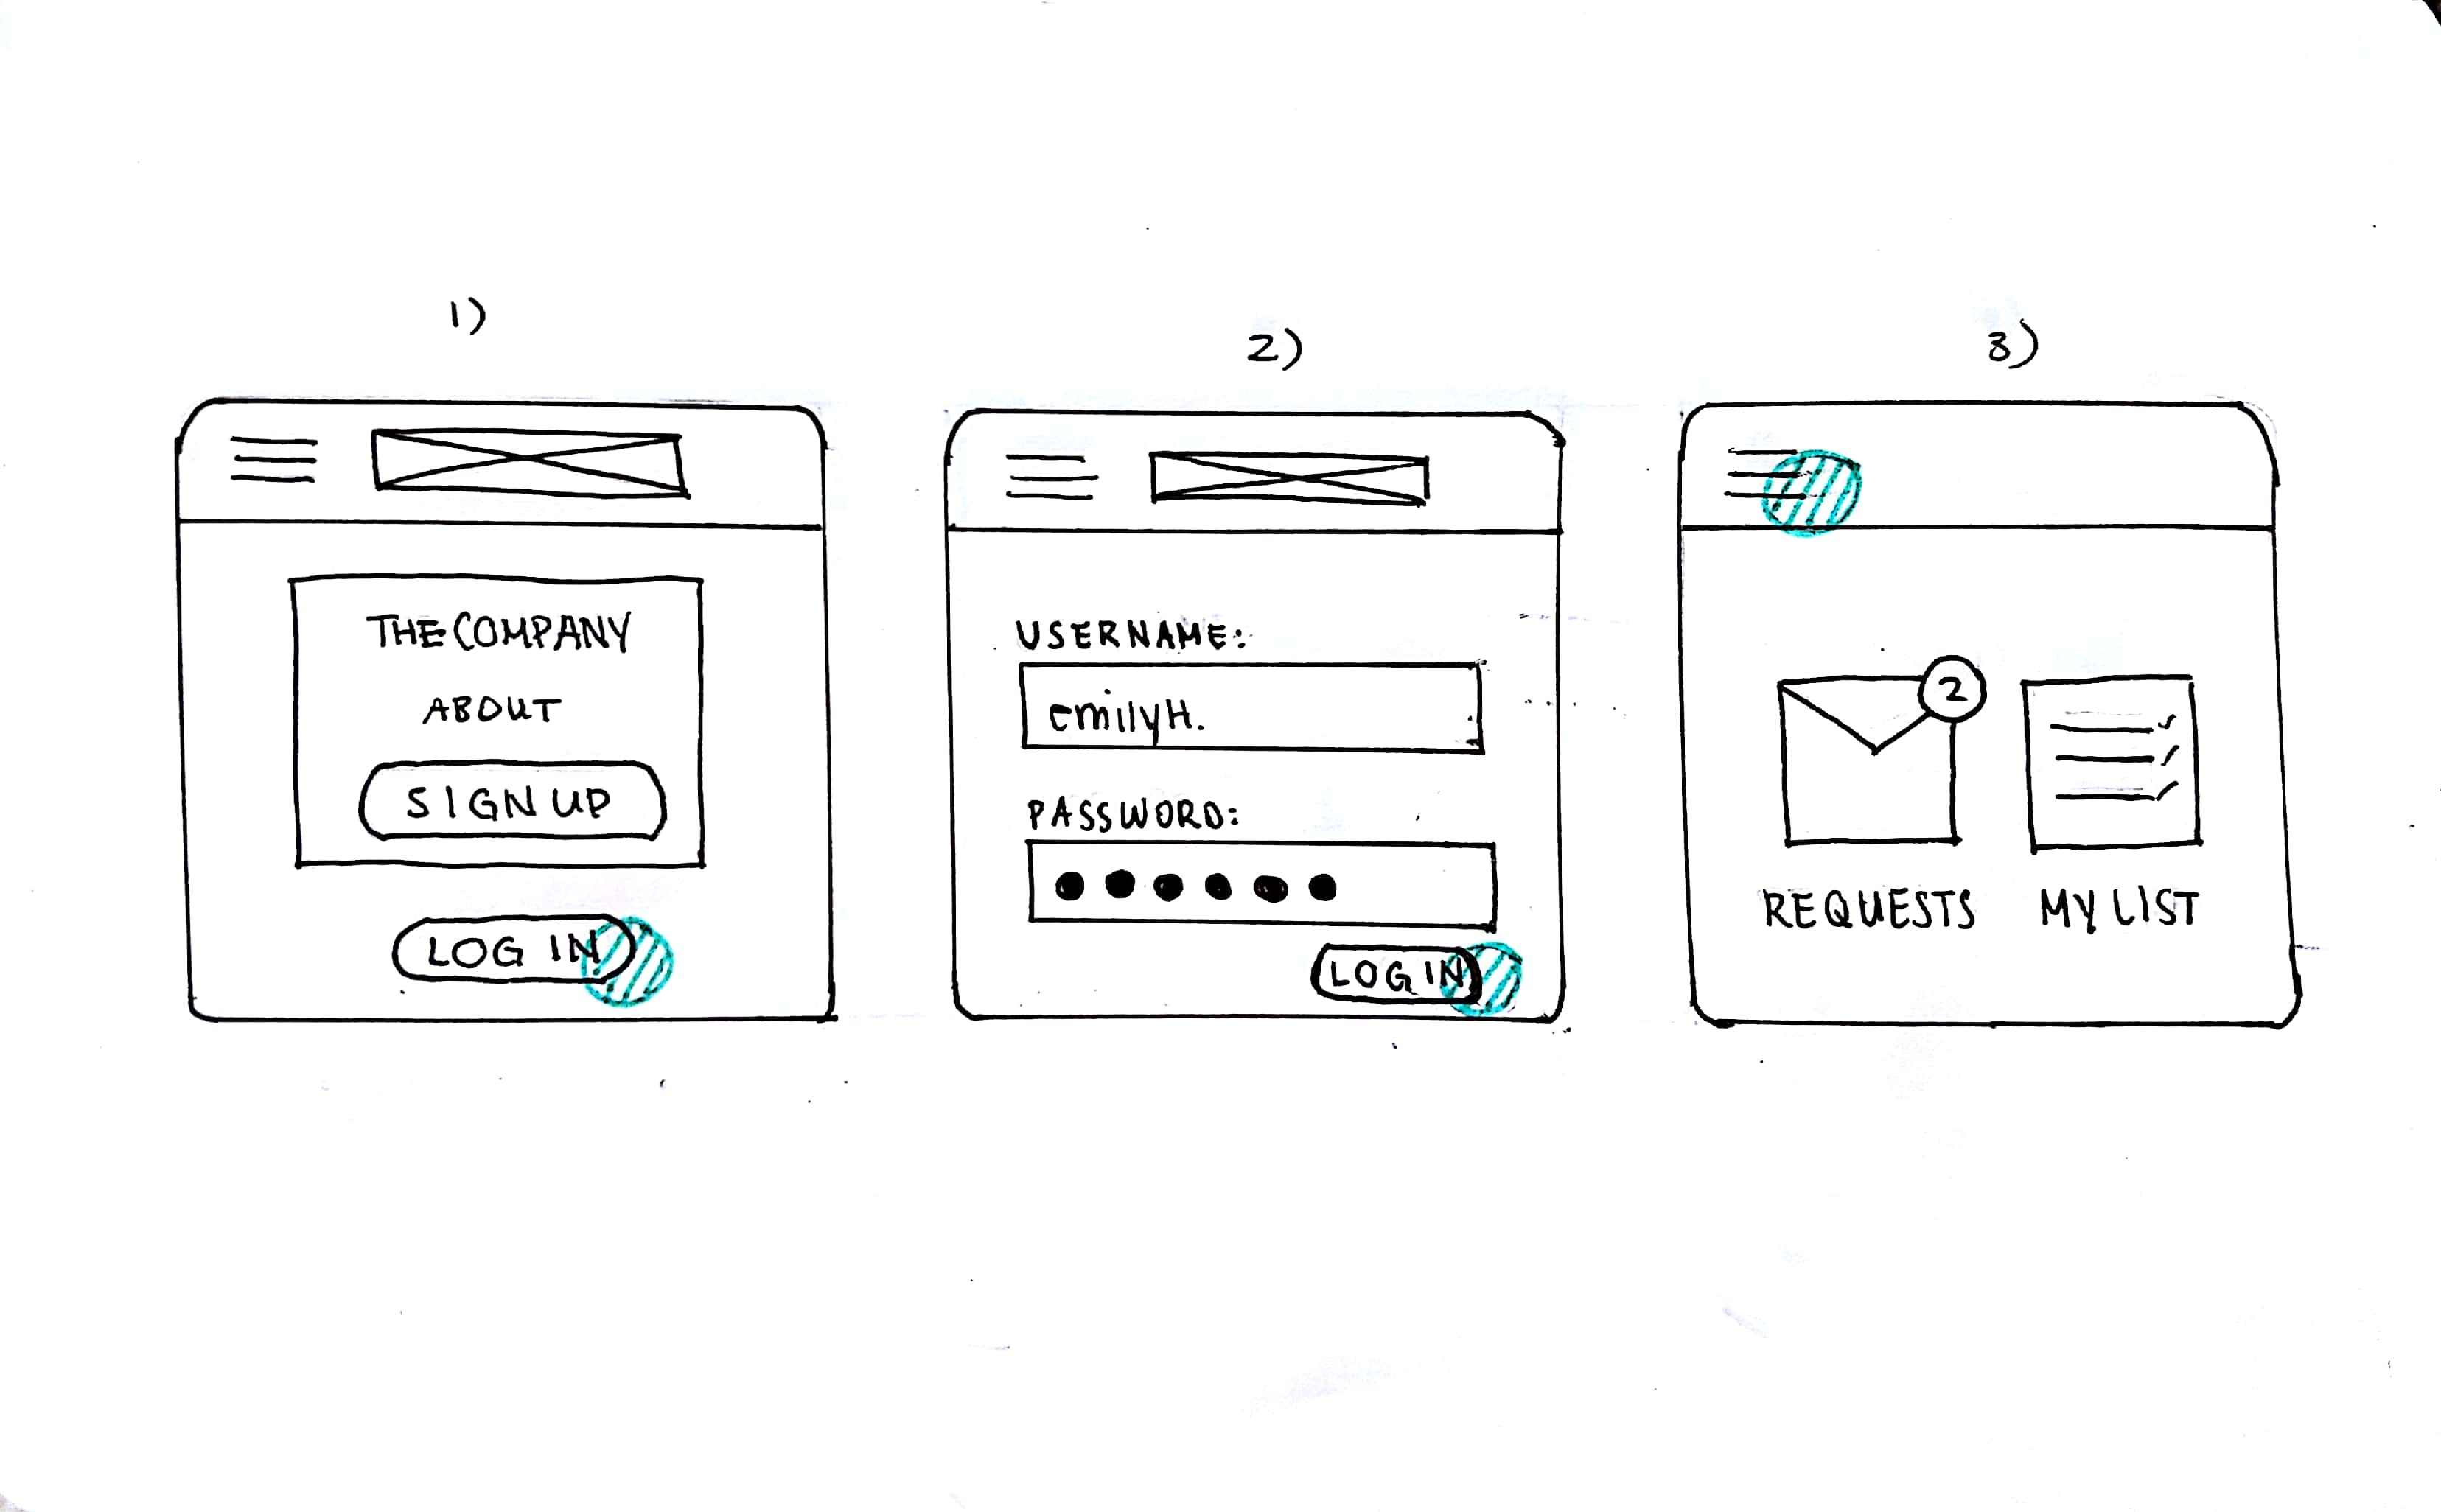 1)
THE COMPANY
ABOUT
SIGN UP
LOG IN
2)
USERNAME:
emilyH.
PASSWORD:
LOG IN
3)
2
REQUESTS MY LIST